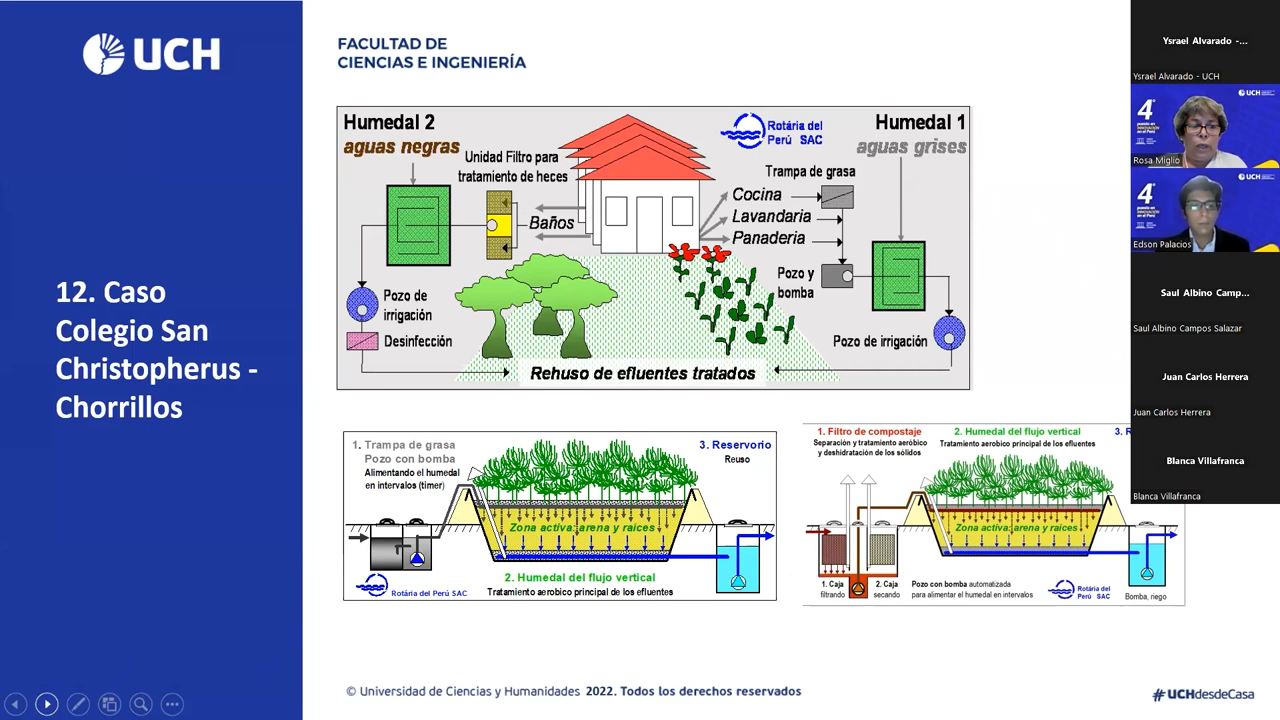 UCH
FACULTAD DE
CIENCIAS E INGENIERÍA
12. Caso
Colegio San
Christopherus -
Chorrillos
Humedal 2
aguas negras
Unidad Filtro para
tratamiento de heces
Baños
Pozo de
irrigación
Desinfección
Rotária del
Perú SAC
Humedal 1
aguas grises
Trampa de grasa
Cocina
Lavandaria
Panaderia
Pozo y
bomba
Pozo de irrigación
Rehuso de efluentes tratados
1. Trampa de grasa
Pozo con bomba
Alimentando el humedal
en intervalos (timer)
3. Reservorio
Reuso
Zona activa: arena y raices
2. Humedal del flujo vertical
Tratamiento aerobico principal de los efluentes
Rotária del Perú SAC
1. Filtro de compostaje
Separación y tratamiento aeróbico
y deshidratación de los sólidos
2. Humedal del flujo vertical
Tratamiento aerobico principal de los efluentes
3. R
Zona activa: arena y raices
1. Caja
filtrando
2. Caja
secando
Pozo con bomba automatizada
para alimentar el humedal en intervalos
Rotária del
Perú SAC
Bomba, riego
© Universidad de Ciencias y Humanidades 2022. Todos los derechos reservados
#UCHdesdeCasa
Ysrael Alvarado -...
Ysrael Alvarado - UCH
UCH
4°
Rosa Miglio
UCH
4°
Edson Palacios
Saul Albino Camp...
Saul Albino Campos Salazar
Juan Carlos Herrera
Juan Carlos Herrera
Blanca Villafranca
Blanca Villafranca